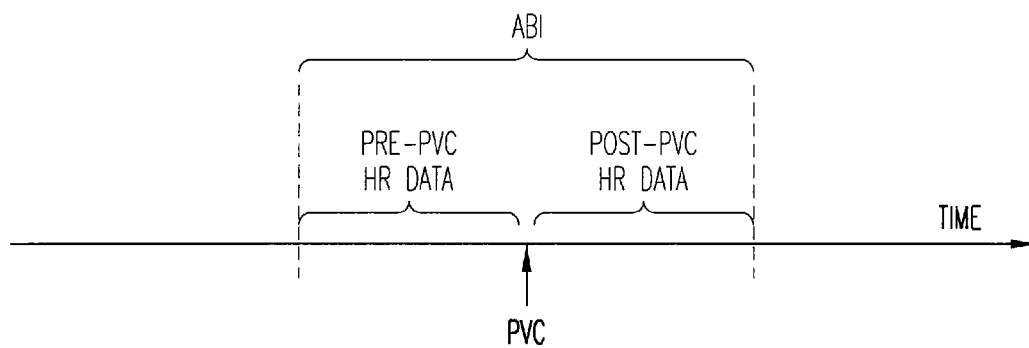 ABI
PRE-PVC
HR DATA
POST-PVC
HR DATA
TIME
PVC